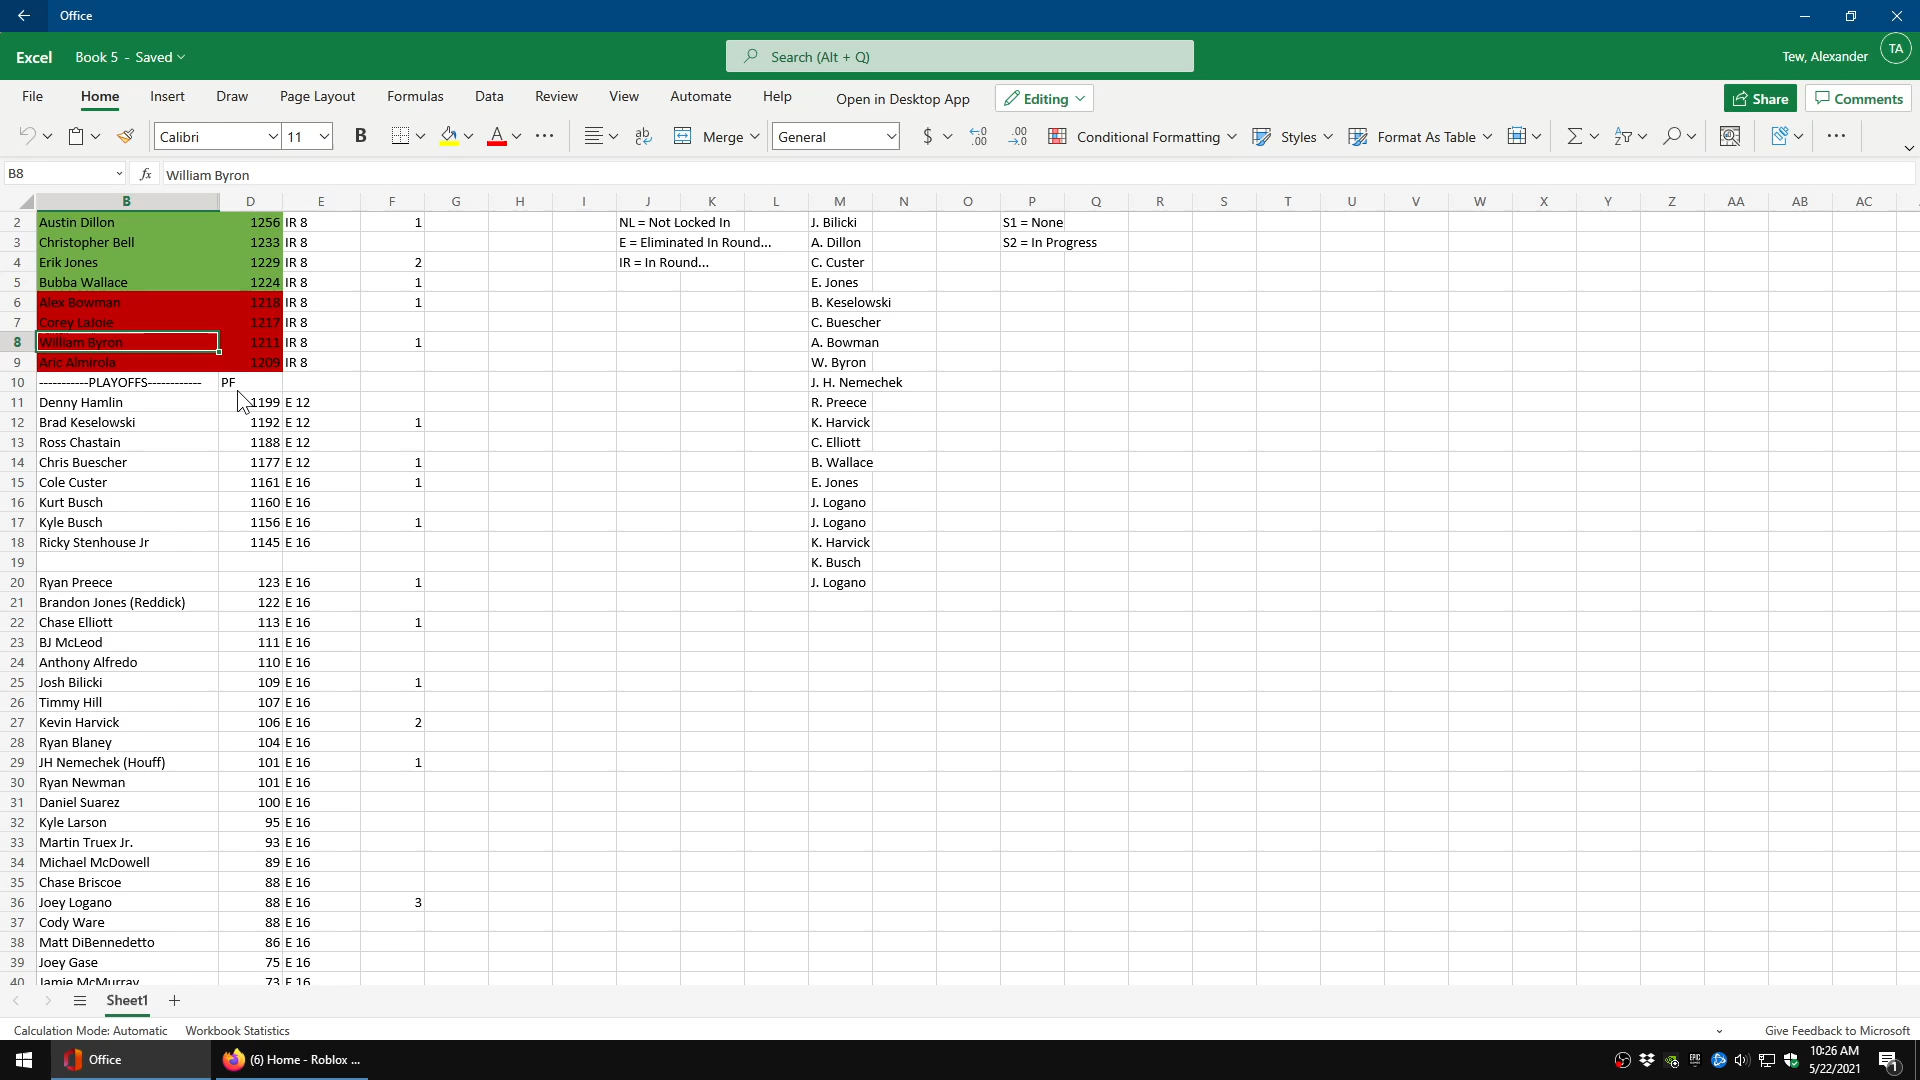 Office
Excel Book 5 - Saved Search (Alt + Q) Tew, Alexander TA
File Home Insert Draw Page Layout Formulas Data Review View Automate Help Open in Desktop App Editing Share Comments
Calibri 11 B A ab Merge General $ .00 .00 Conditional Formatting Styles Format As Table
B8 fx William Byron
B D E F G H I J K L M N O P Q R S T U V W X Y Z AA AB AC
2 Austin Dillon 1256 IR 8 1 NL = Not Locked In J. Bilicki S1 = None
3 Christopher Bell 1233 IR 8 E = Eliminated In Round... A. Dillon S2 = In Progress
4 Erik Jones 1229 IR 8 2 IR = In Round... C. Custer
5 Bubba Wallace 1224 IR 8 1 E. Jones
6 Alex Bowman 1218 IR 8 1 B. Keselowski
7 Corey LaJoie 1217 IR 8 C. Buescher
8 William Byron 1211 IR 8 1 A. Bowman
9 Aric Almirola 1209 IR 8 W. Byron
10 -----------PLAYOFFS------------ PF J. H. Nemechek
11 Denny Hamlin 1199 E 12 R. Preece
12 Brad Keselowski 1192 E 12 1 K. Harvick
13 Ross Chastain 1188 E 12 C. Elliott
14 Chris Buescher 1177 E 12 1 B. Wallace
15 Cole Custer 1161 E 16 1 E. Jones
16 Kurt Busch 1160 E 16 J. Logano
17 Kyle Busch 1156 E 16 1 J. Logano
18 Ricky Stenhouse Jr 1145 E 16 K. Harvick
19 K. Busch
20 Ryan Preece 123 E 16 1 J. Logano
21 Brandon Jones (Reddick) 122 E 16
22 Chase Elliott 113 E 16 1
23 BJ McLeod 111 E 16
24 Anthony Alfredo 110 E 16
25 Josh Bilicki 109 E 16 1
26 Timmy Hill 107 E 16
27 Kevin Harvick 106 E 16 2
28 Ryan Blaney 104 E 16
29 JH Nemechek (Houff) 101 E 16 1
30 Ryan Newman 101 E 16
31 Daniel Suarez 100 E 16
32 Kyle Larson 95 E 16
33 Martin Truex Jr. 93 E 16
34 Michael McDowell 89 E 16
35 Chase Briscoe 88 E 16
36 Joey Logano 88 E 16 3
37 Cody Ware 88 E 16
38 Matt DiBennedetto 86 E 16
39 Joey Gase 75 E 16
40 Jamie McMurray 73 E 16
Sheet1
Calculation Mode: Automatic Workbook Statistics Give Feedback to Microsoft
Office (6) Home - Roblox ... EPIC 10:26 AM
5/22/2021 1